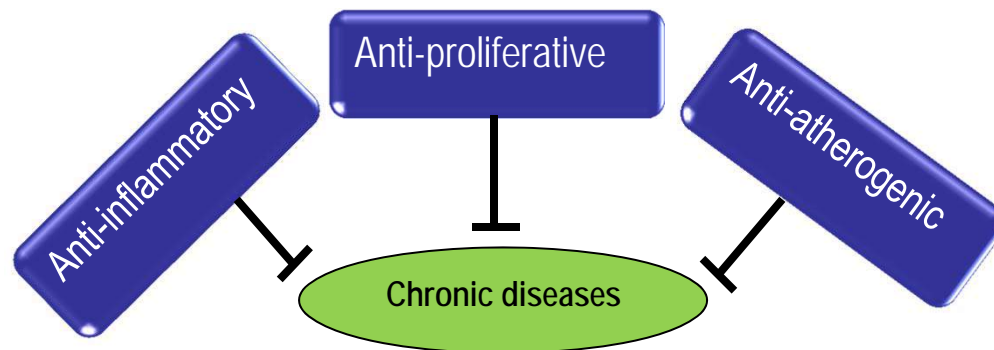 Anti-inflammatory
Anti-proliferative
Anti-atherogenic
Chronic diseases